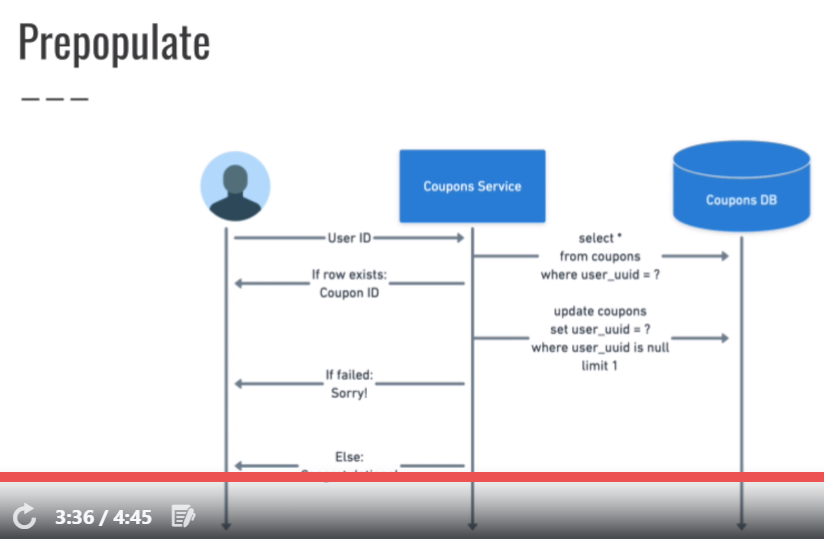 Prepopulate
Coupons Service
Coupons DB
User ID
select *
from coupons
where user_uuid = ?
If row exists:
Coupon ID
update coupons
set user_uuid = ?
where user_uuid is null
limit 1
If failed:
Sorry!
Else:
3:36 / 4:45